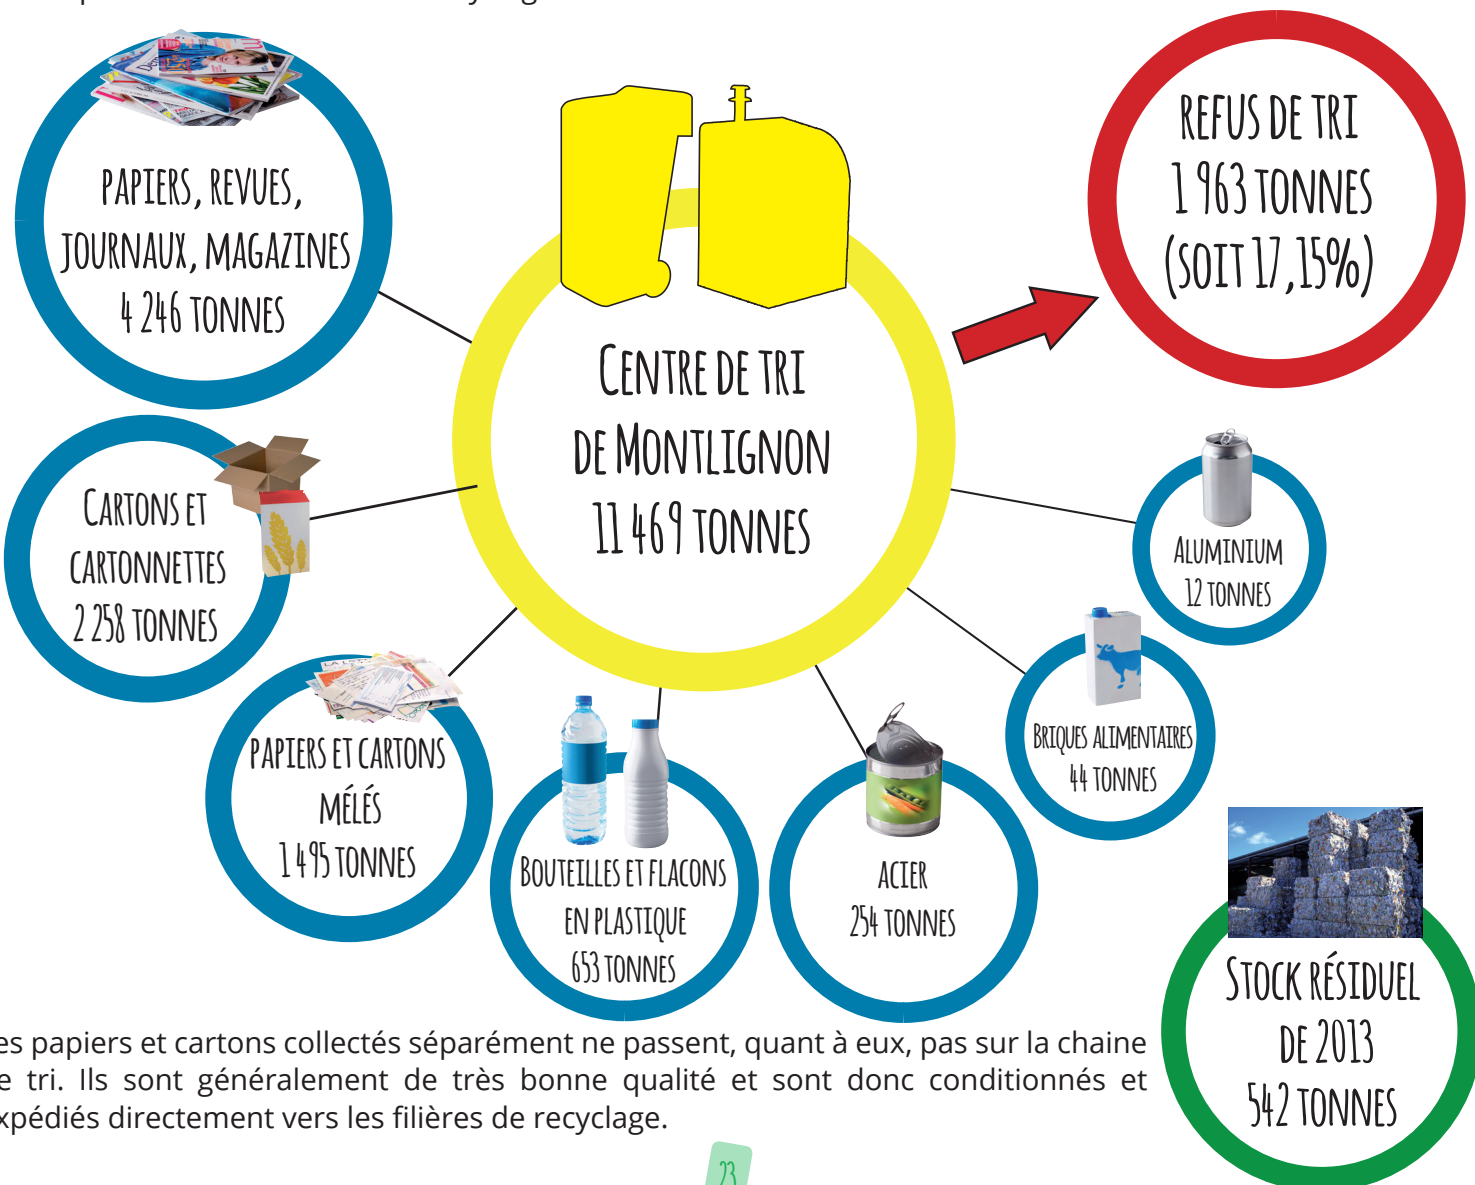 PAPIERS, REVUES,
JOURNAUX, MAGAZINES
4 246 TONNES
CENTRE DE TRI
DE MONTLIGNON
11 469 TONNES
REFUS DE TRI
1 963 TONNES
(SOIT 17,15%)
CARTONS ET
CARTONNETTES
2 258 TONNES
ALUMINIUM
12 TONNES
PAPIERS ET CARTONS
MÉLÉS
1 495 TONNES
BRIQUES ALIMENTAIRES
44 TONNES
BOUTEILLES ET FLACONS
EN PLASTIQUE
653 TONNES
ACIER
254 TONNES
STOCK RÉSIDUEL
DE 2013
542 TONNES
es papiers et cartons collectés séparément ne passent, quant à eux, pas sur la chaine
e tri. Ils sont généralement de très bonne qualité et sont donc conditionnés et
xpédiés directement vers les filières de recyclage.
23